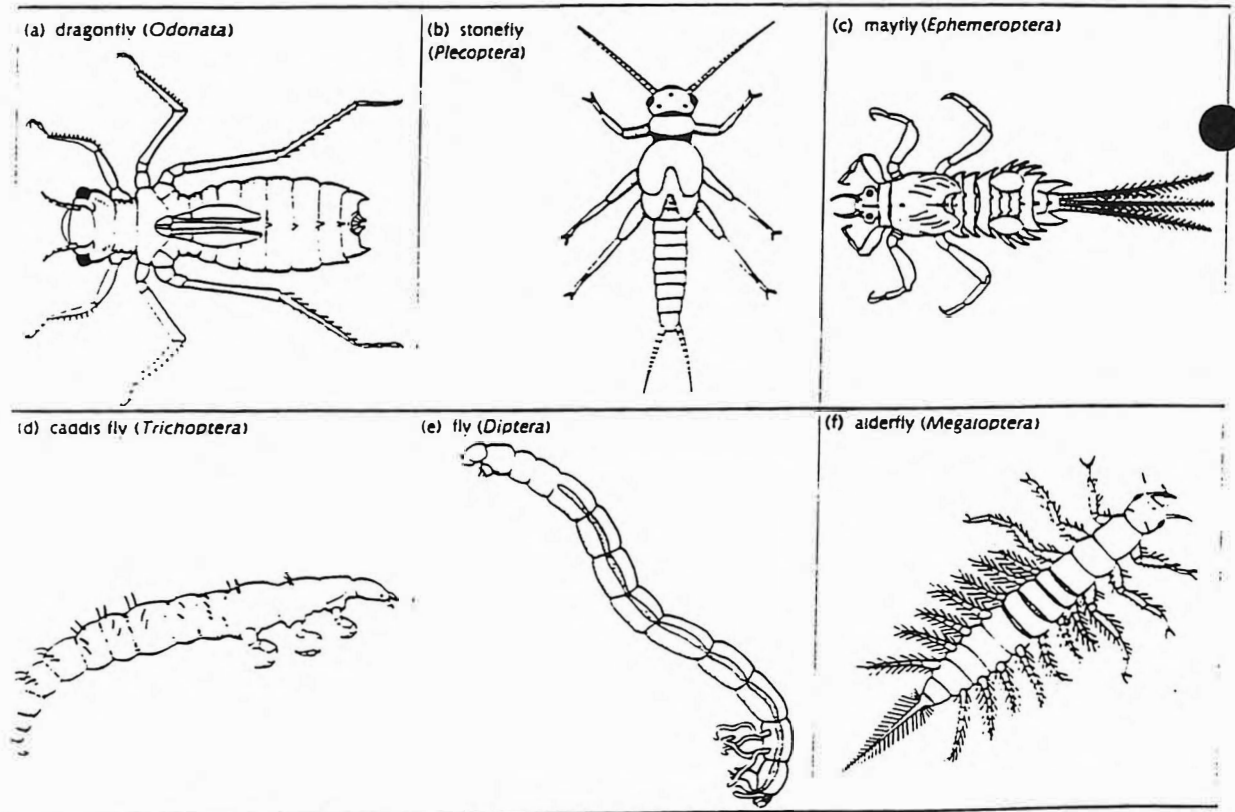 (a) dragonfly (Odonata)
(b) stonefly
(Plecoptera)
(c) mayfly (Ephemeroptera)
(d) caddis fly (Trichoptera)
(e) fly (Diptera)
(f) alderfly (Megaloptera)